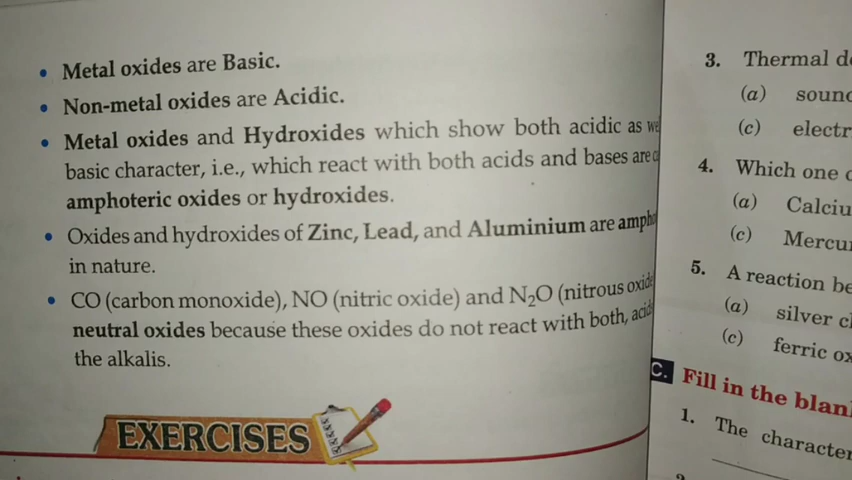 • Metal oxides are Basic.
• Non-metal oxides are Acidic.
• Metal oxides and Hydroxides which show both acidic as
basic character, i.e., which react with both acids and bases are
amphoteric oxides or hydroxides.
• Oxides and hydroxides of Zinc, Lead, and Aluminium are
in nature.
• CO (carbon monoxide), NO (nitric oxide) and N₂O (nitrous
neutral oxides because these oxides do not react with both,
the alkalis.
EXERCISES
3. Thermal
(a)
(c)
4. Which one
(a)
(c)
5. A reaction
(a) silver
(c) ferric
C. Fill in the
1. The